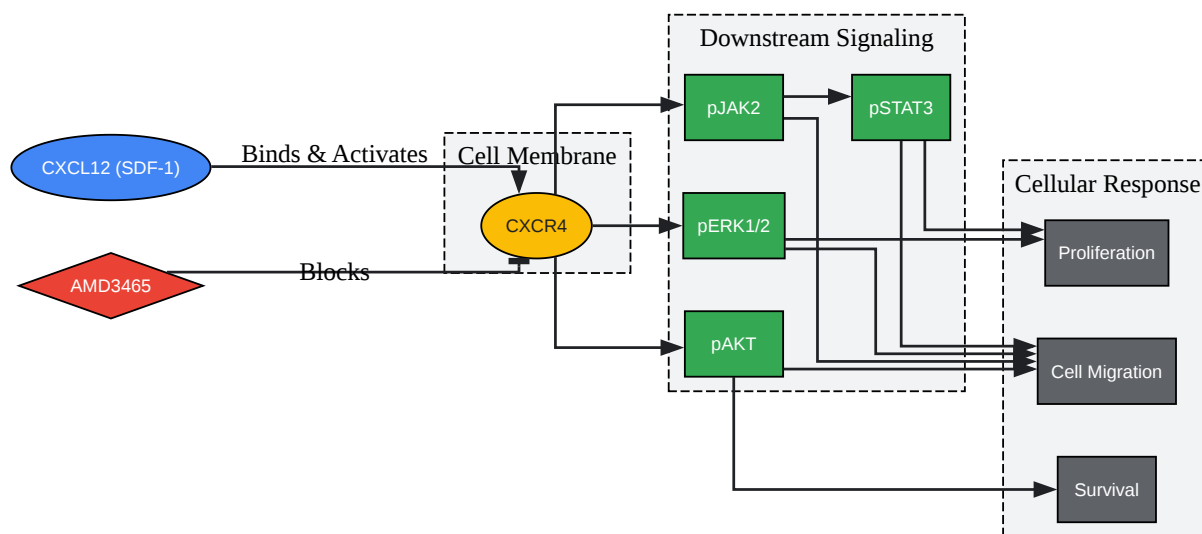 Downstream Signaling
pJAK2
pSTAT3
Binds & Activates
Cell Membrane
CXCL12 (SDF-1)
Cellular Response
CXCR4
pERK1/2
Proliferation
Blocks
AMD3465
pAKT
Cell Migration
Survival